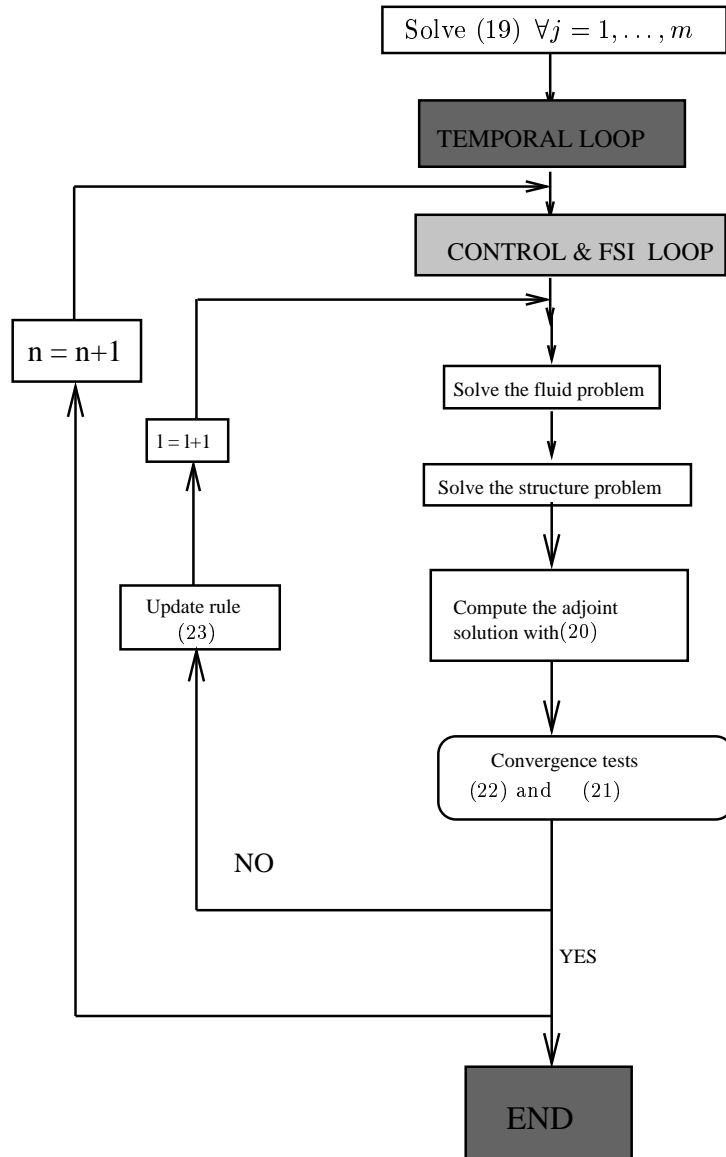 Solve (19) ∀j = 1, . . . , m
TEMPORAL LOOP
CONTROL & FSI LOOP
n = n+1
Solve the fluid problem
l = l+1
Solve the structure problem
Update rule
(23)
Compute the adjoint
solution with(20)
Convergence tests
(22) and (21)
NO
YES
END